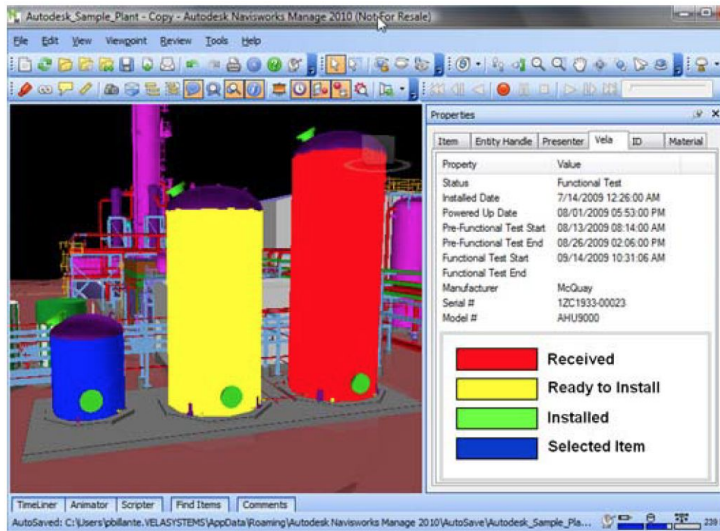 Autodesk_Sample_Plant - Copy - Autodesk Navisworks Manage 2010 (Not For Resale)
File Edit View Viewpoint Review Tools Help
Properties
Item Entity Handle Presenter Vela ID Material
Property Value
Status Functional Test
Installed Date 7/14/2009 12:26:00 AM
Powered Up Date 08/01/2009 05:53:00 PM
Pre-Functional Test Start 08/13/2009 08:14:00 AM
Pre-Functional Test End 08/26/2009 02:06:00 PM
Functional Test Start 09/14/2009 10:31:06 AM
Functional Test End
Manufacturer McQuay
Serial # 1ZC1933-00023
Model # AHU9000
Received
Ready to Install
Installed
Selected Item
TimeLiner Animator Scripter Find Items Comments
AutoSaved: C:\Users\pbillante.VELASYSTEMS\AppData\Roaming\Autodesk Navisworks Manage 2010\AutoSave\Autodesk_Sample_Pla...